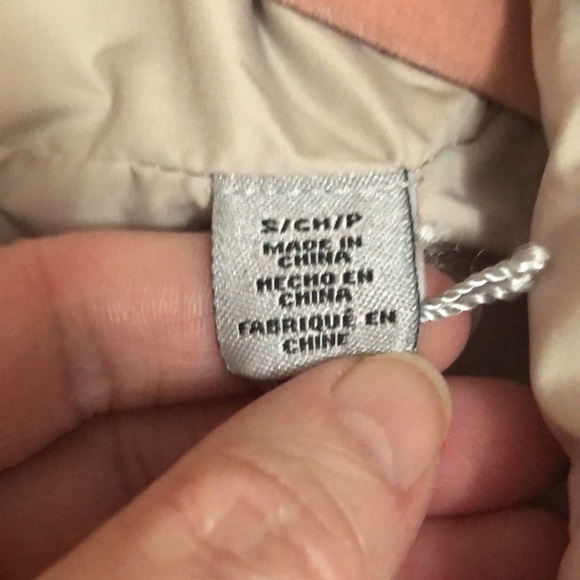 S/CH/P
MADE IN
CHINA
HECHO EN
CHINA
FABRIQUÉ EN
CHINE